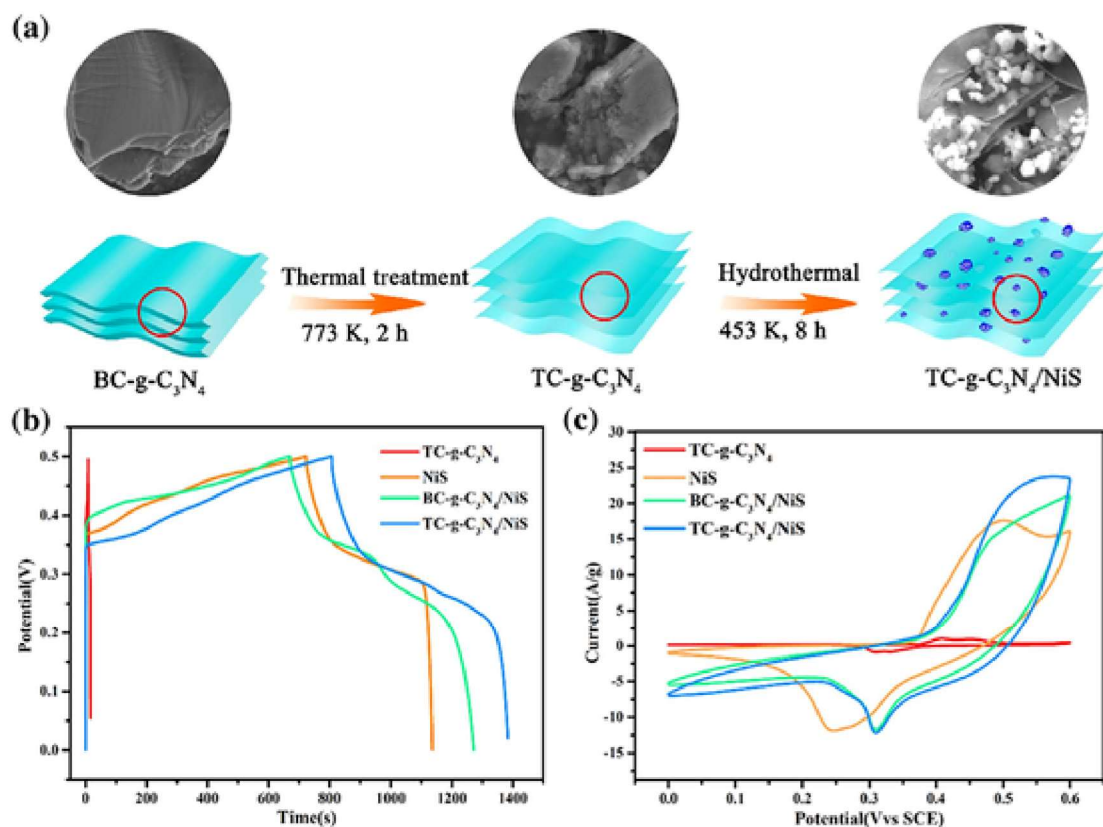 (a)
Thermal treatment
773 K, 2 h
Hydrothermal
453 K, 8 h
BC-g-C₃N₄
TC-g-C₃N₄
TC-g-C₃N₄/NiS
(b)
Potential(V)
0.5
0.4
0.3
0.2
0.1
0.0
TC-g-C₃N₄
NiS
BC-g-C₃N₄/NiS
TC-g-C₃N₄/NiS
0 200 400 600 800 1000 1200 1400
Time(s)
(c)
Current(A/g)
30
25
20
15
10
5
0
-5
-10
-15
TC-g-C₃N₄
NiS
BC-g-C₃N₄/NiS
TC-g-C₃N₄/NiS
0.0 0.1 0.2 0.3 0.4 0.5 0.6
Potential(Vvs SCE)